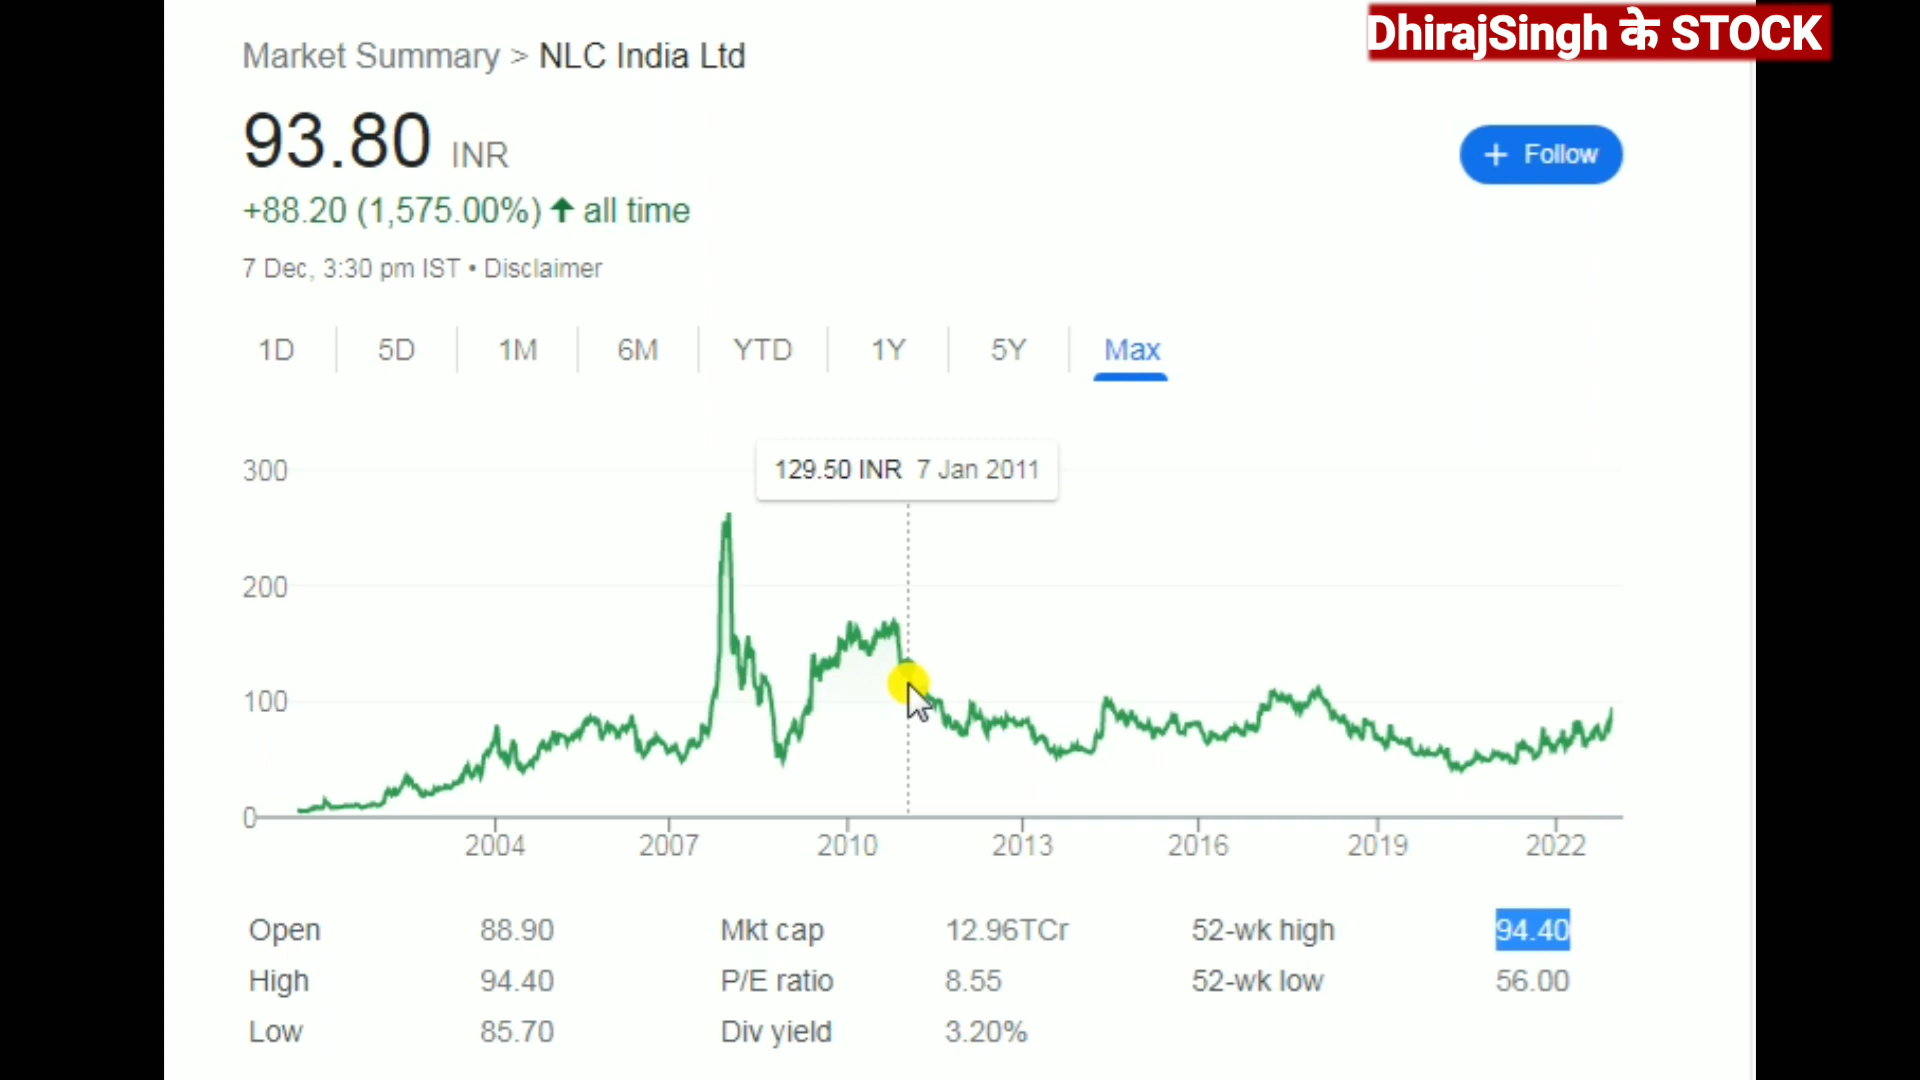 DhirajSingh के STOCK
Market Summary > NLC India Ltd
93.80 INR
+ Follow
+88.20 (1,575.00%) ↑ all time
7 Dec, 3:30 pm IST • Disclaimer
1D 5D 1M 6M YTD 1Y 5Y Max
129.50 INR 7 Jan 2011
300
200
100
0
2004 2007 2010 2013 2016 2019 2022
Open 88.90 Mkt cap 12.96TCr 52-wk high 94.40
High 94.40 P/E ratio 8.55 52-wk low 56.00
Low 85.70 Div yield 3.20%